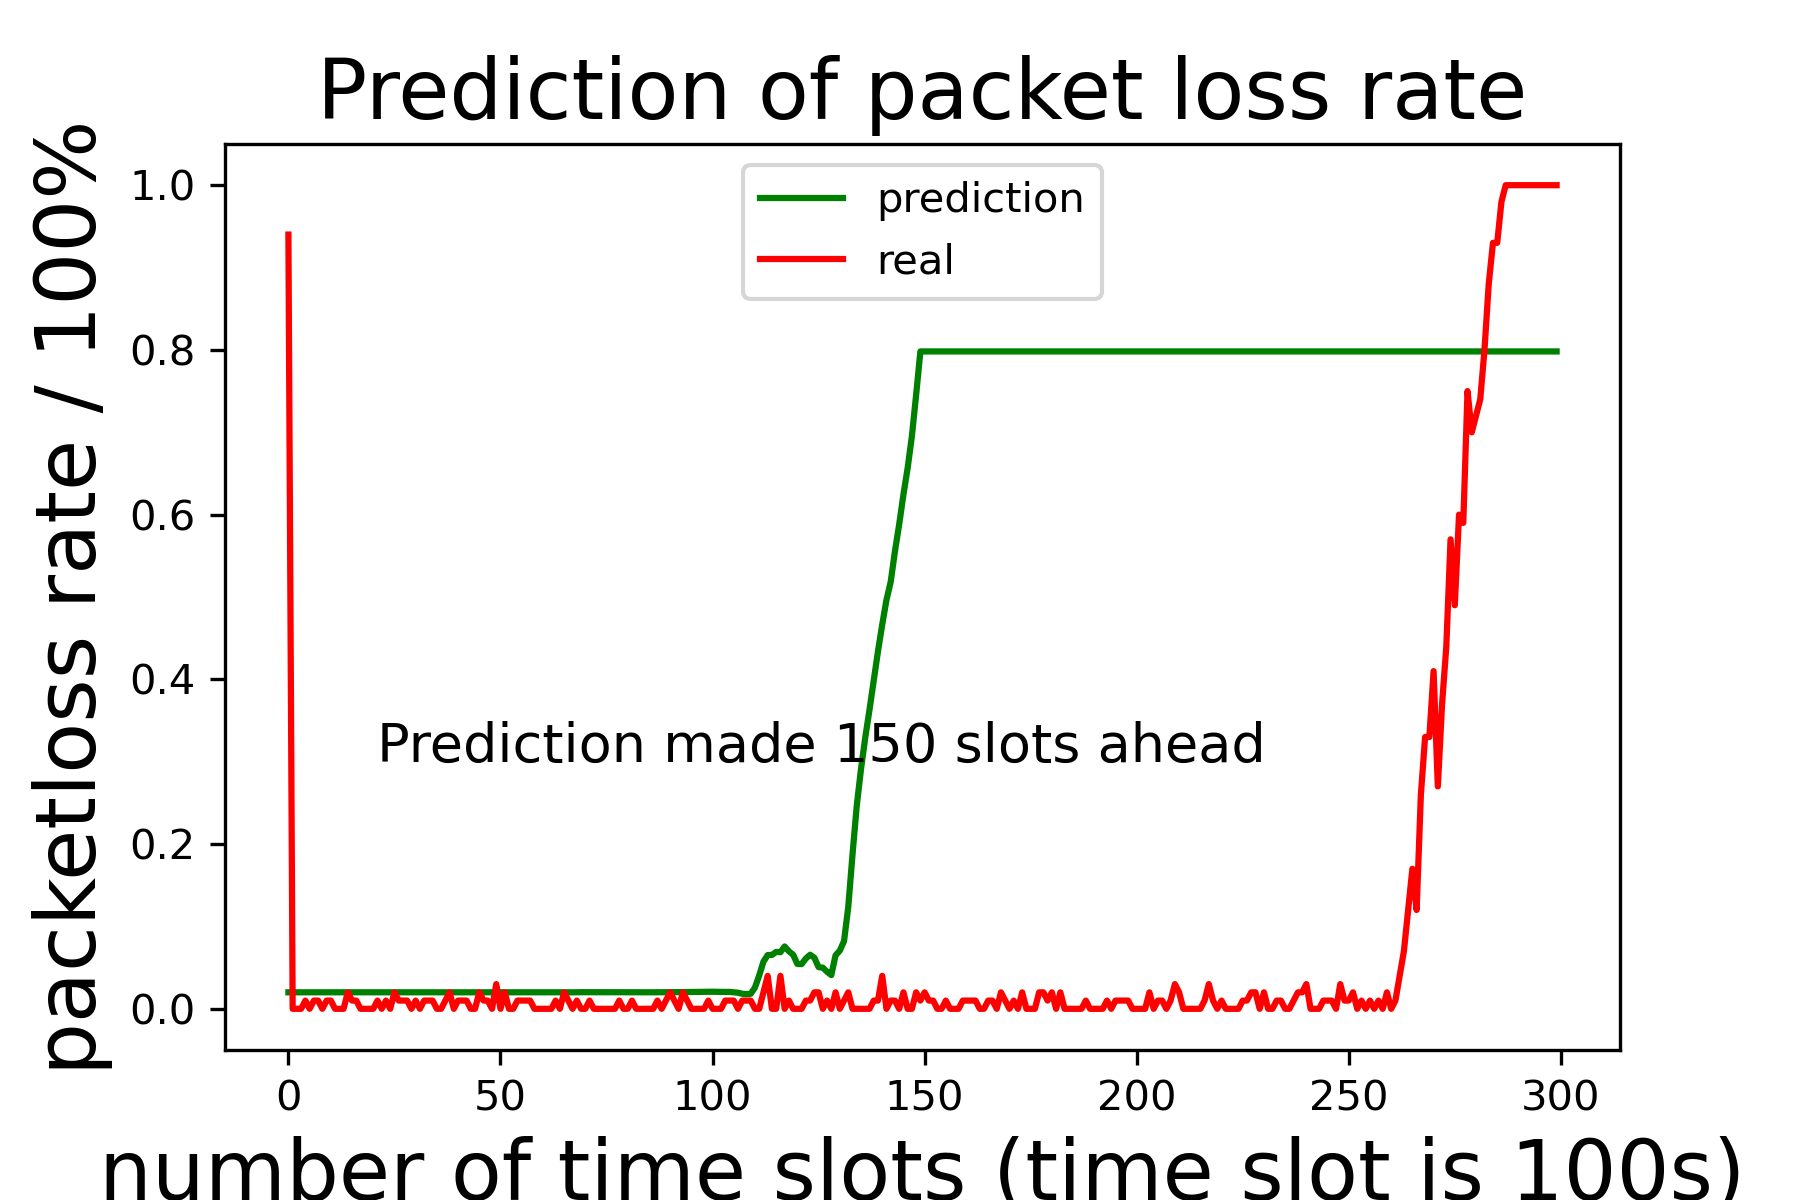 Prediction of packet loss rate
packetloss rate / 100%
1.0
0.8
0.6
0.4
0.2
0.0
prediction
real
Prediction made 150 slots ahead
0 50 100 150 200 250 300
number of time slots (time slot is 100s)